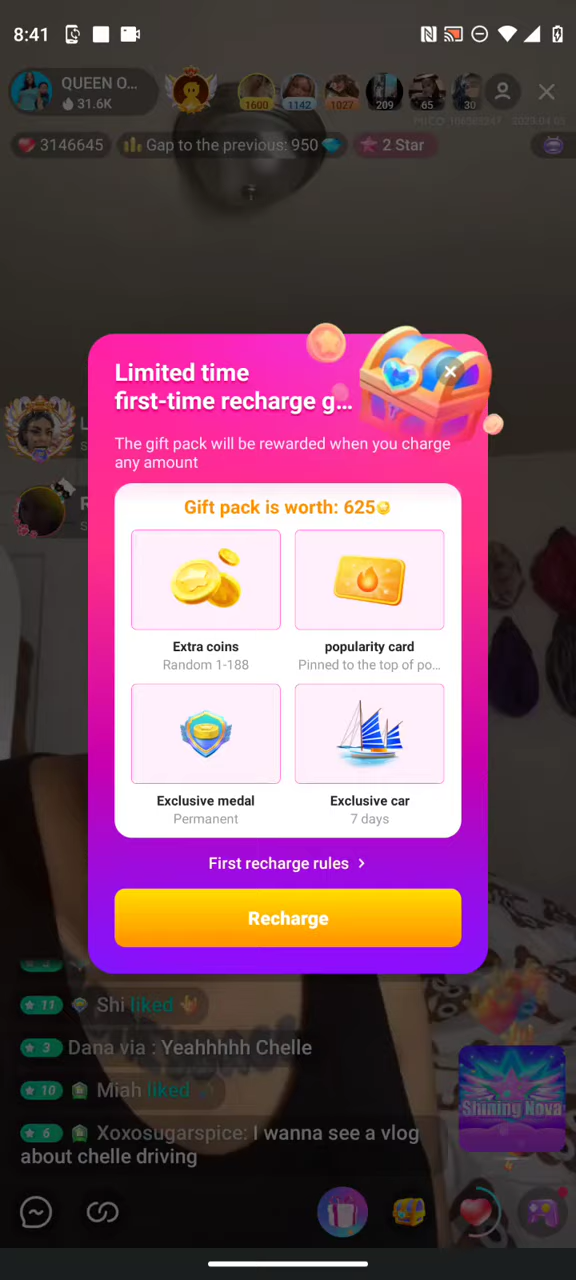 8:41
QUEEN O...
31.6K
1600
1142
1027
209
65
30
3146645
Gap to the previous: 950
2 Star
Limited time
first-time recharge g...
The gift pack will be rewarded when you charge
any amount
Gift pack is worth: 625
Extra coins
popularity card
Random 1-188
Pinned to the top of po...
Exclusive medal
Exclusive car
Permanent
7 days
First recharge rules >
Recharge
11 Shi liked
3 Dana via : Yeahhhhh Chelle
10 Miah liked
6 Xoxosugarspice: I wanna see a vlog
about chelle driving
Shining Nova